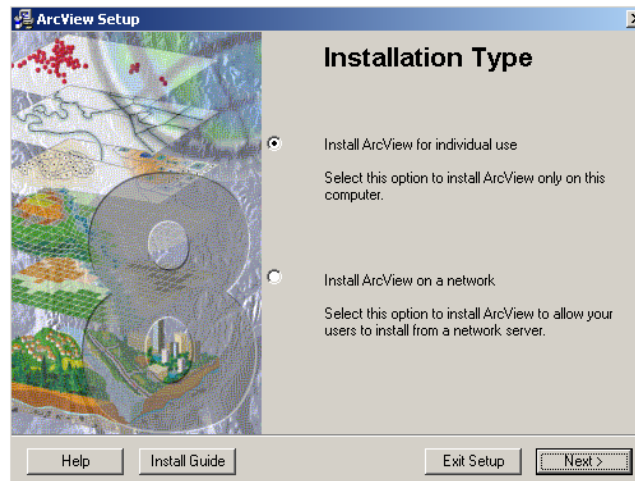 ArcView Setup
Installation Type
Install ArcView for individual use
Select this option to install ArcView only on this
computer.
Install ArcView on a network
Select this option to install ArcView to allow your
users to install from a network server.
Help
Install Guide
Exit Setup
Next >